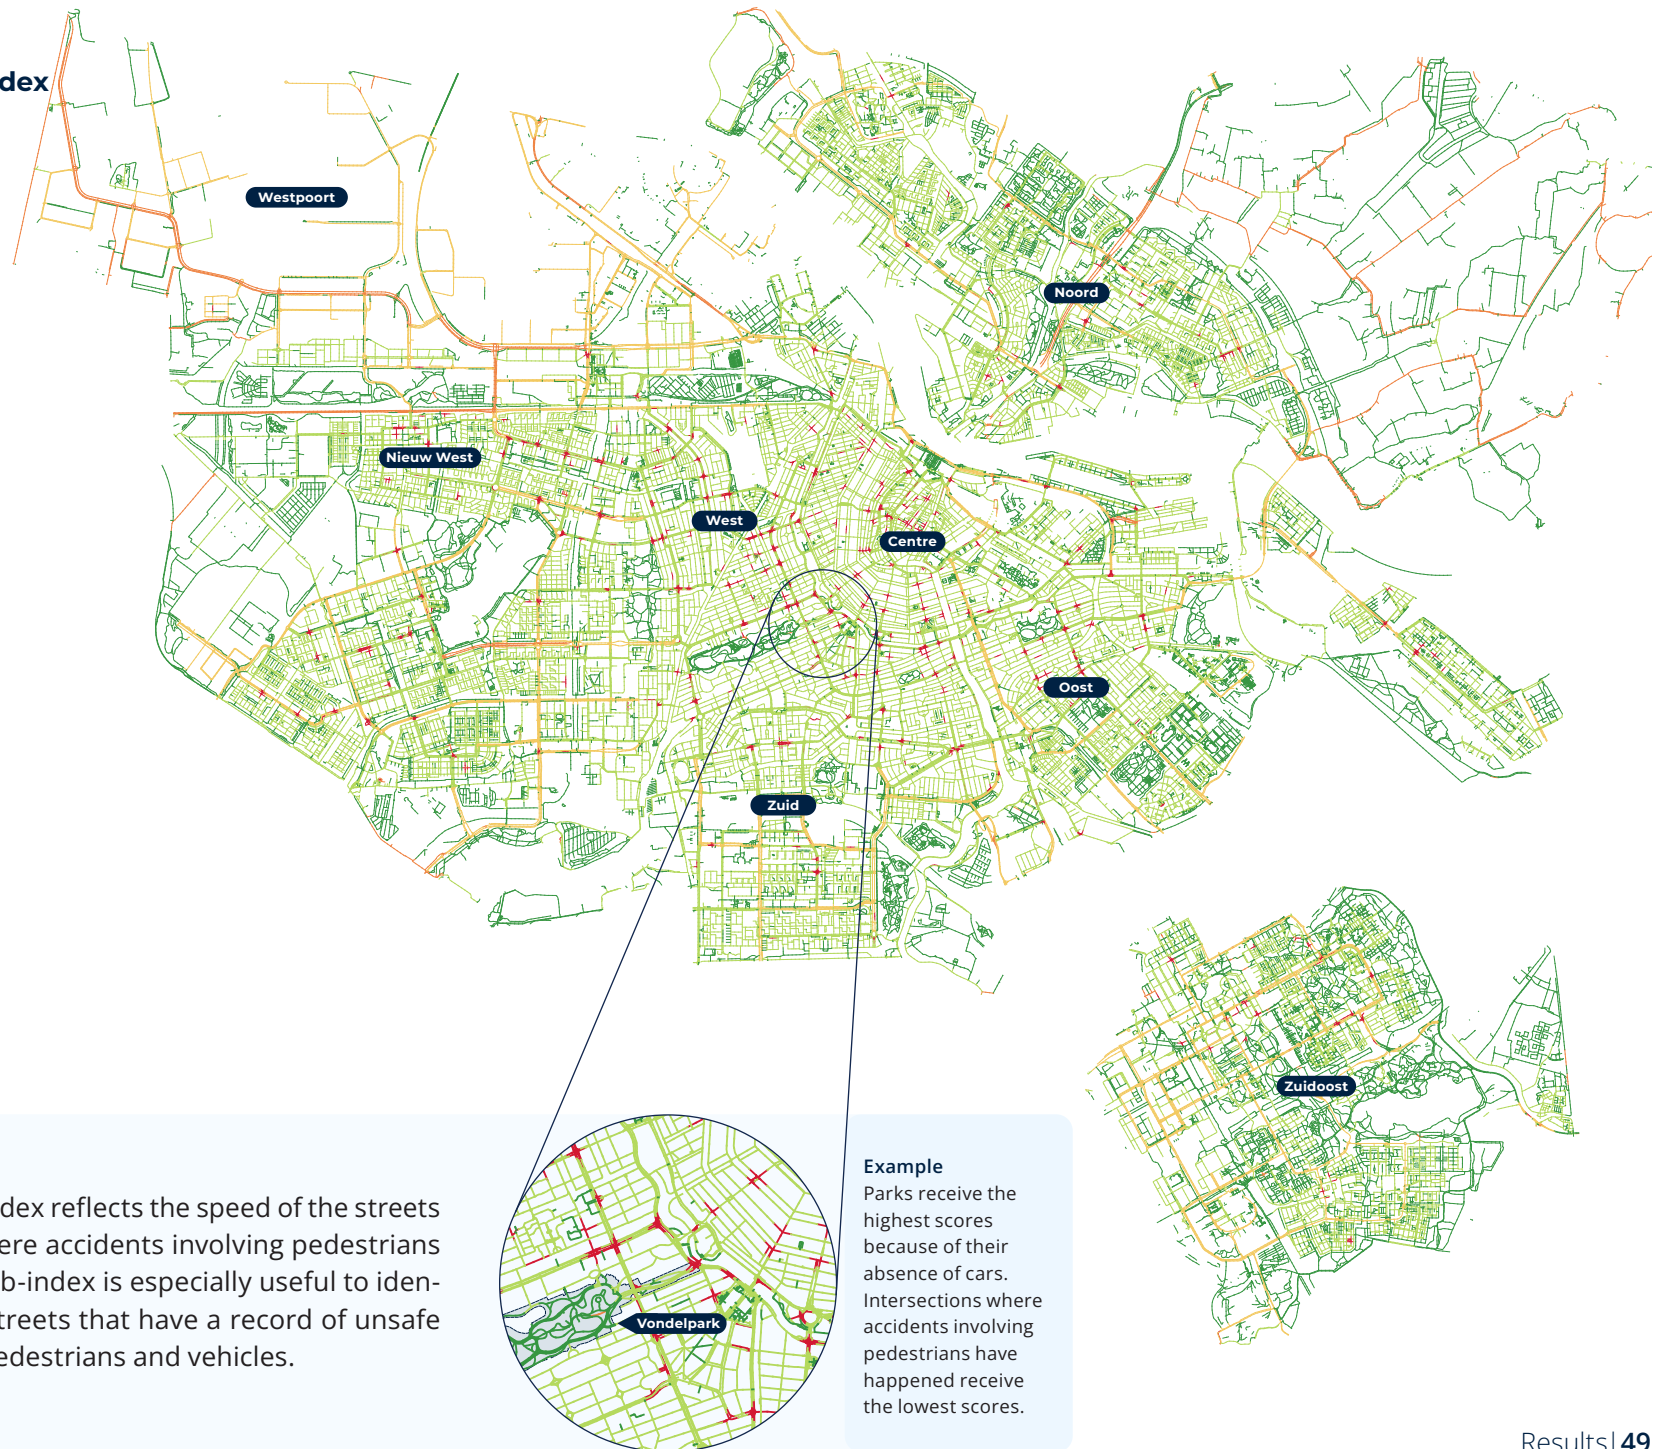 dex
Westpoort
Noord
Nieuw West
West
Centre
Oost
Zuid
Zuidoost
dex reflects the speed of the streets
ere accidents involving pedestrians
b-index is especially useful to iden-
treets that have a record of unsafe
edestrians and vehicles.
Vondelpark
Example
Parks receive the
highest scores
because of their
absence of cars.
Intersections where
accidents involving
pedestrians have
happened receive
the lowest scores.
Results| 49